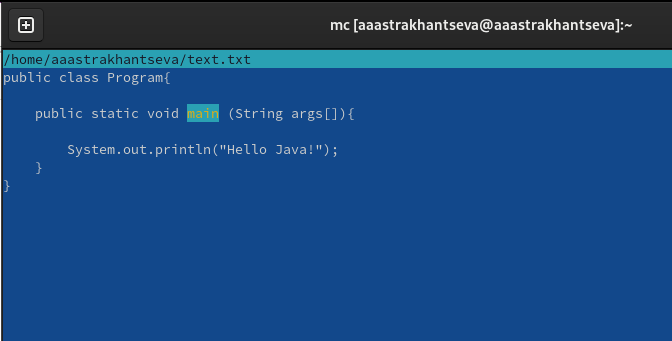 mc [aaastrakhantseva@aaastrakhantseva]:~
/home/aaastrakhantseva/text.txt
public class Program{
    public static void main (String args[]){
        System.out.println("Hello Java!");
    }
}